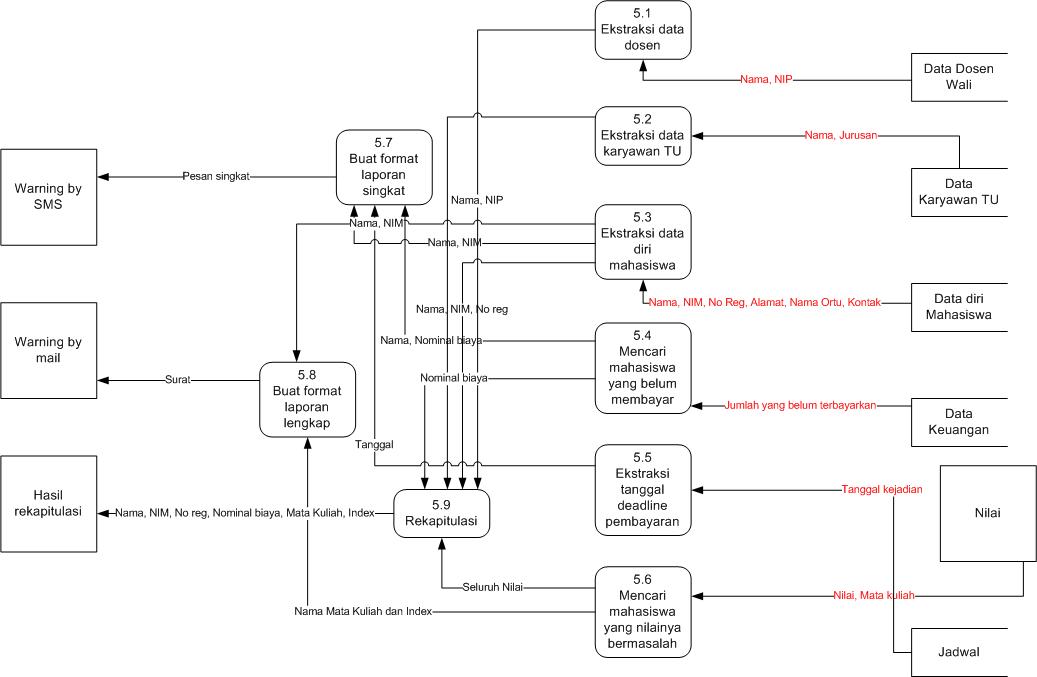 5.1
Ekstraksi data
dosen
Data Dosen
Wali
Nama, NIP
5.2
Ekstraksi data
karyawan TU
Nama, Jurusan
Data
Karyawan TU
5.7
Buat format
laporan
singkat
Warning by
SMS
Pesan singkat
Nama, NIP
5.3
Ekstraksi data
diri
mahasiswa
Nama, NIM
Nama, NIM
Nama, NIM, No Reg, Alamat, Nama Ortu, Kontak
Data diri
Mahasiswa
Nama, NIM, No reg
5.4
Mencari
mahasiswa
yang belum
membayar
Nama, Nominal biaya
Nominal biaya
Warning by
mail
Surat
5.8
Buat format
laporan
lengkap
Jumlah yang belum terbayarkan
Data
Keuangan
Tanggal
5.5
Ekstraksi
tanggal
deadline
pembayaran
Tanggal kejadian
Nilai
Hasil
rekapitulasi
Nama, NIM, No reg, Nominal biaya, Mata Kuliah, Index
5.9
Rekapitulasi
Seluruh Nilai
5.6
Mencari
mahasiswa
yang nilainya
bermasalah
Nilai, Mata kuliah
Nama Mata Kuliah dan Index
Jadwal